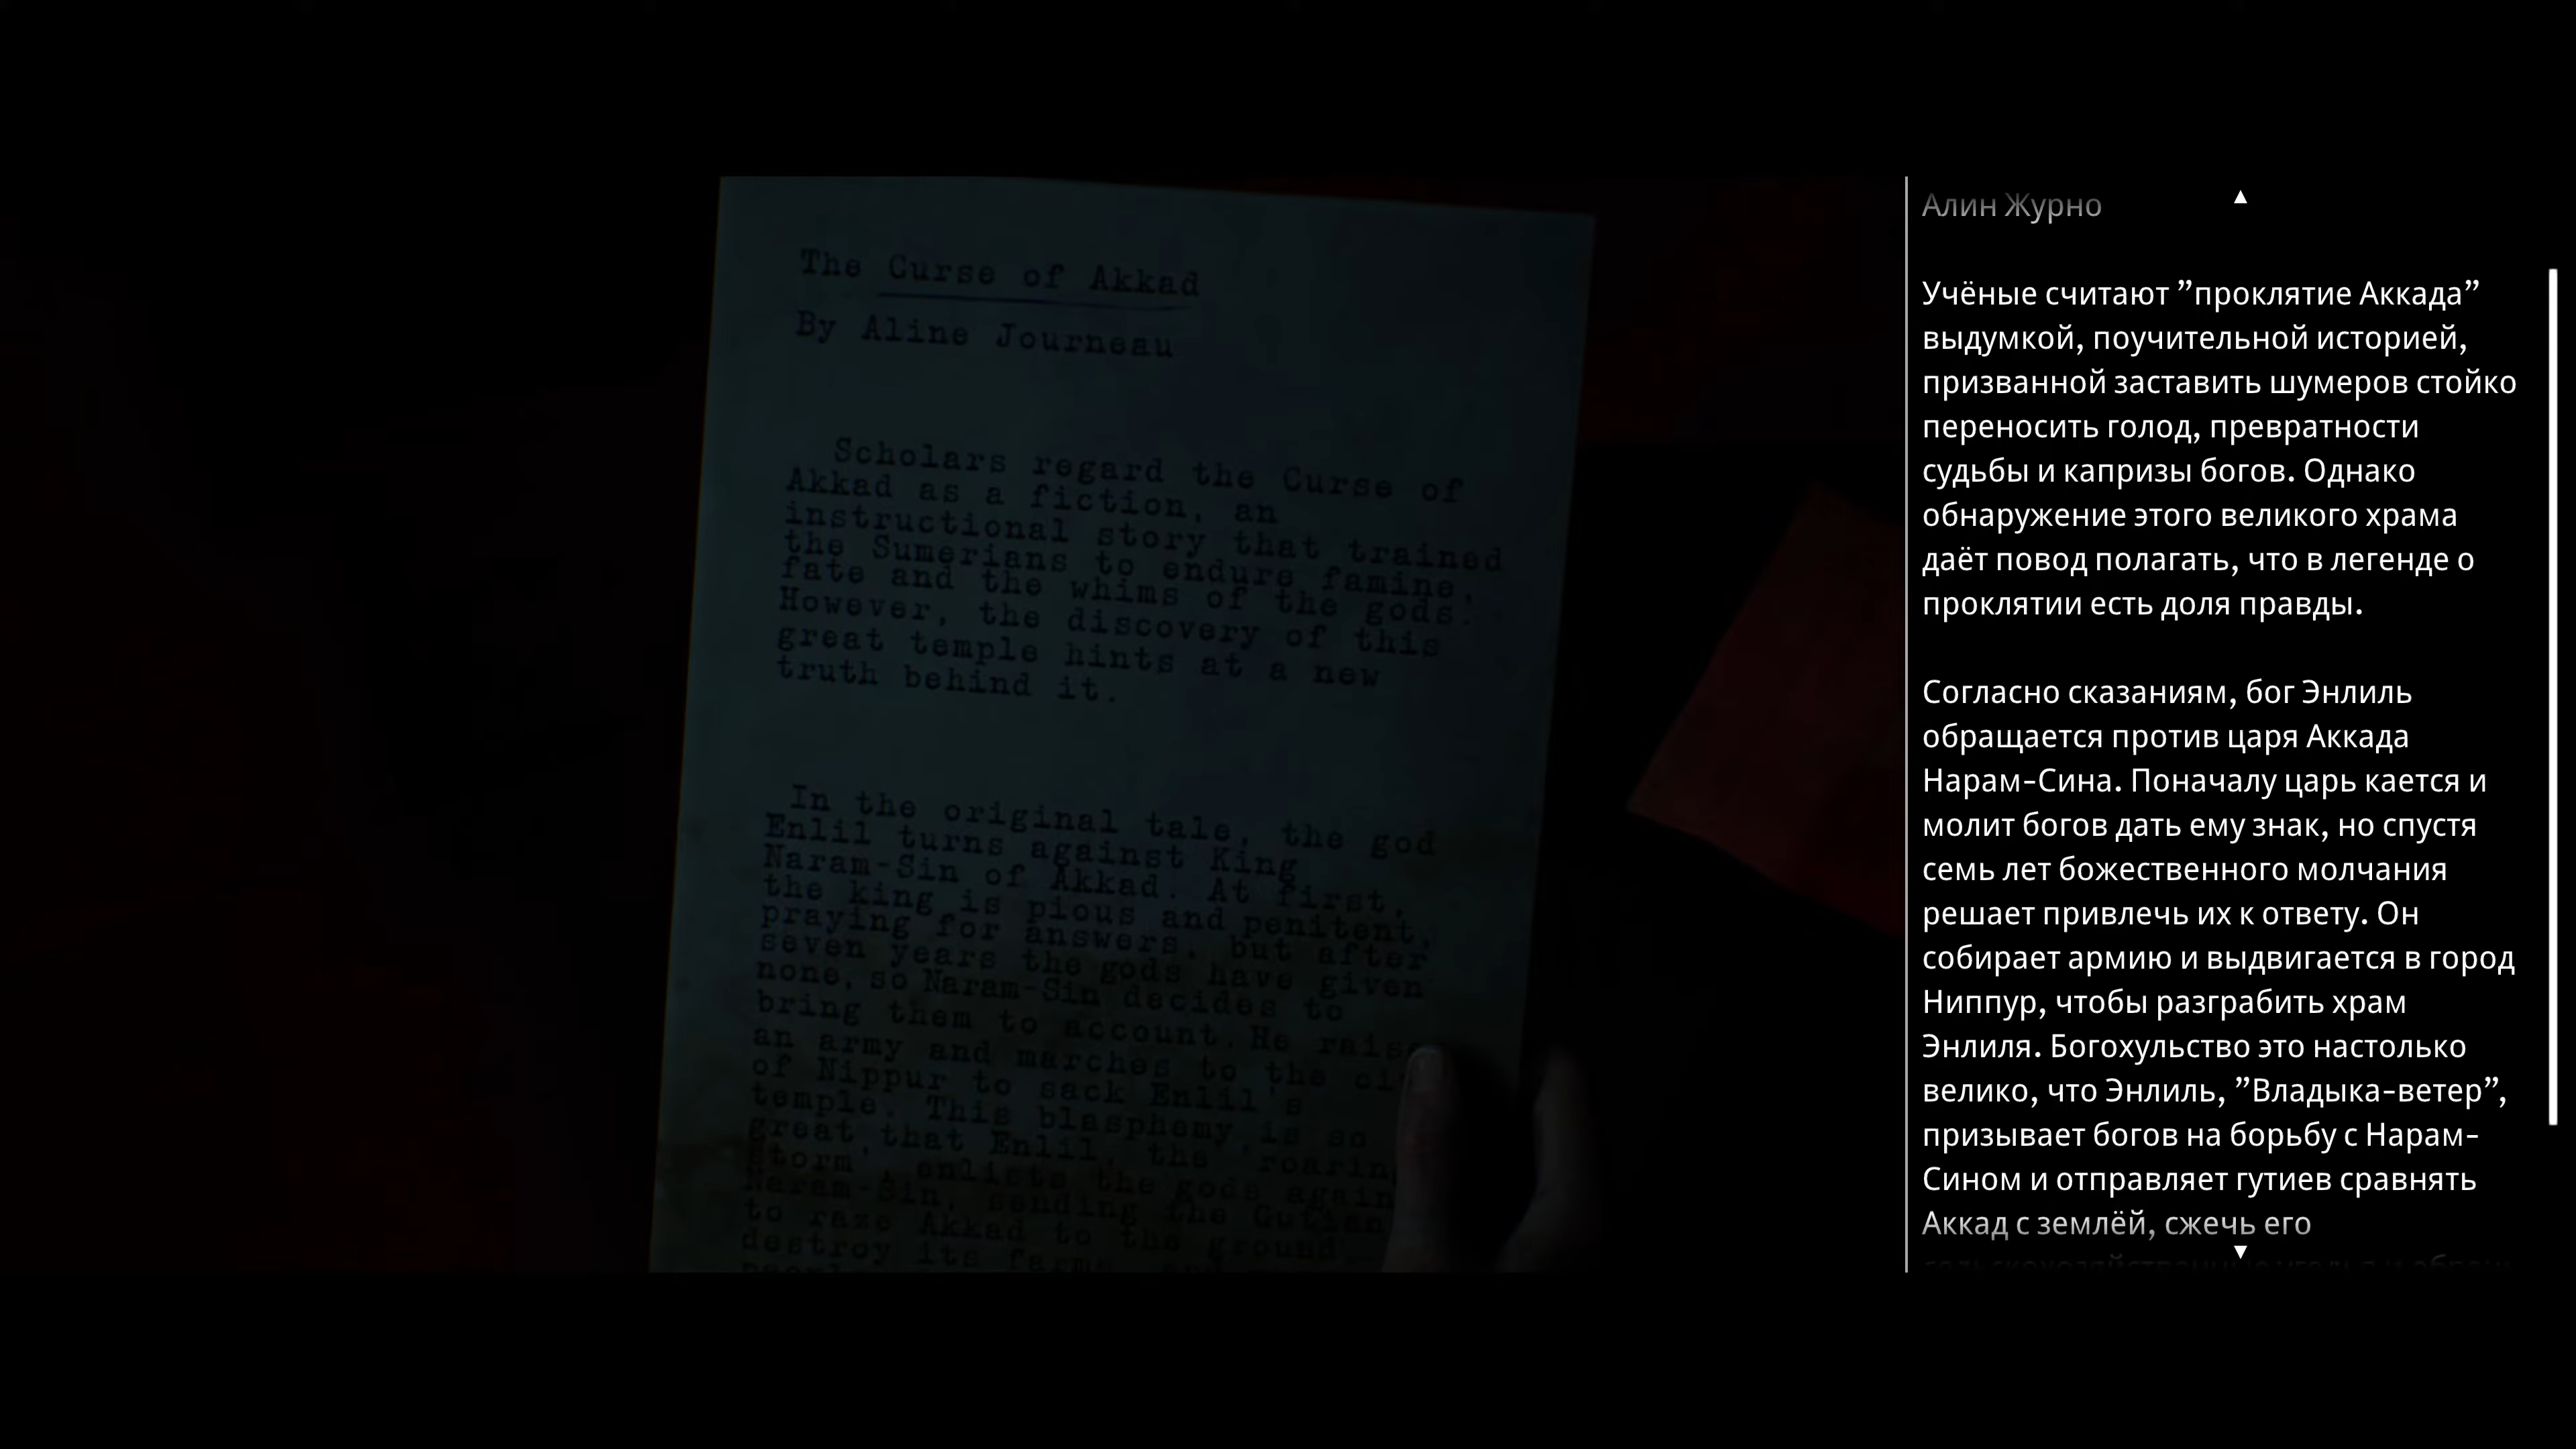 The Curse of Akkad
By Aline Journeau
Scholars regard the Curse of
Akkad as a fiction, an
instructional story that trained
the Sumerians to endure famine,
fate and the whims of the gods.
However, the discovery of this
great temple hints at a new
truth behind it.
In the original tale, the god
Enlil turns against King
Naram-Sin of Akkad. At first,
the king is pious and penitent,
praying for answers, but after
seven years the gods have given
none, so Naram-Sin decides to
bring them to account. He raise
an army and marches to the ci
of Nippur to sack Enlil's
temple. This blasphemy is so
great that Enlil, the 'roaring
storm', enlists the gods again
Naram-Sin, sending the Gutian
to raze Akkad to the ground--
destroy its farms, and
Алин Журно
Учёные считают ”проклятие Аккада”
выдумкой, поучительной историей,
призванной заставить шумеров стойко
переносить голод, превратности
судьбы и капризы богов. Однако
обнаружение этого великого храма
даёт повод полагать, что в легенде о
проклятии есть доля правды.
Согласно сказаниям, бог Энлиль
обращается против царя Аккада
Нарам-Сина. Поначалу царь кается и
молит богов дать ему знак, но спустя
семь лет божественного молчания
решает привлечь их к ответу. Он
собирает армию и выдвигается в город
Ниппур, чтобы разграбить храм
Энлиля. Богохульство это настолько
велико, что Энлиль, ”Владыка-ветер”,
призывает богов на борьбу с Нарам-
Сином и отправляет гутиев сравнять
Аккад с землёй, сжечь его